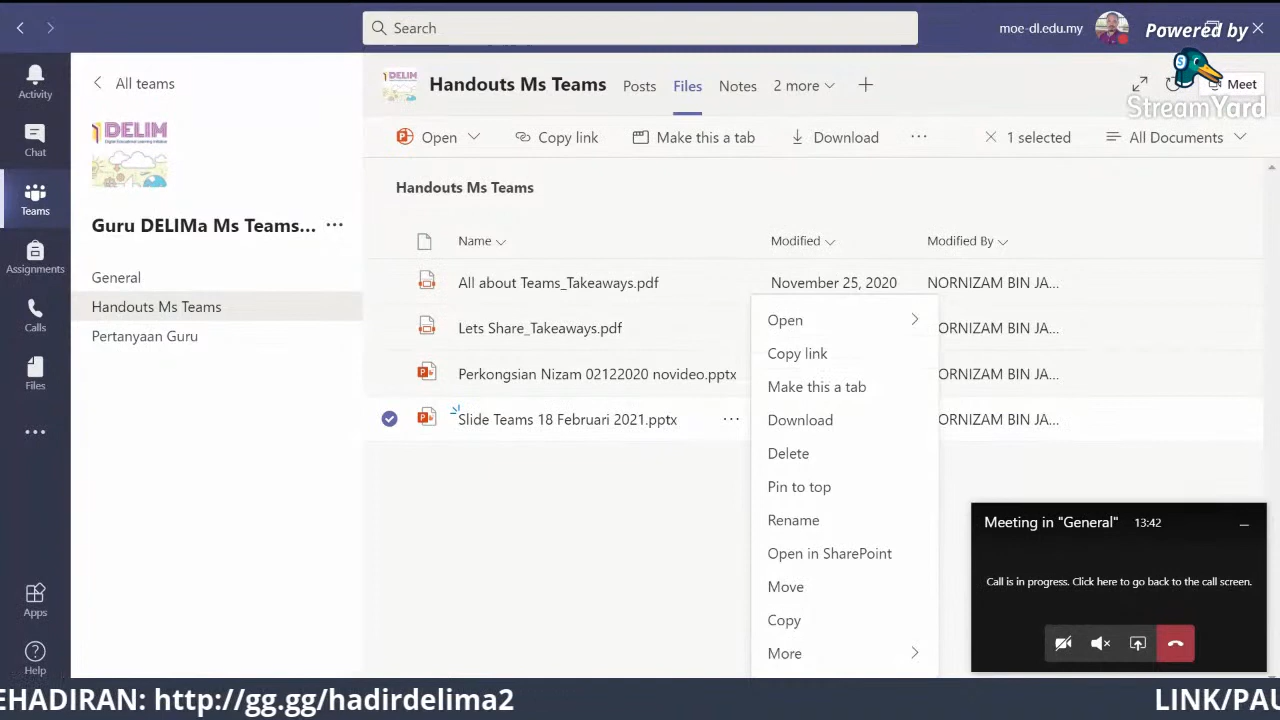 Search
moe-dl.edu.my
Powered by
StreamYard
Activity
Chat
Teams
Assignments
Calls
Files
Apps
Help
All teams
DELIM
Guru DELIMa Ms Teams...
General
Handouts Ms Teams
Pertanyaan Guru
DELIM
Handouts Ms Teams
Posts
Files
Notes
2 more
Meet
Open
Copy link
Make this a tab
Download
1 selected
All Documents
Handouts Ms Teams
Name
Modified
Modified By
All about Teams_Takeaways.pdf
November 25, 2020
NORNIZAM BIN JA...
Lets Share_Takeaways.pdf
ORNIZAM BIN JA...
Perkongsian Nizam 02122020 novideo.pptx
ORNIZAM BIN JA...
Slide Teams 18 Februari 2021.pptx
ORNIZAM BIN JA...
Open
Copy link
Make this a tab
Download
Delete
Pin to top
Rename
Open in SharePoint
Move
Copy
More
Meeting in "General" 13:42
Call is in progress. Click here to go back to the call screen.
EHADIRAN: http://gg.gg/hadirdelima2
LINK/PAU